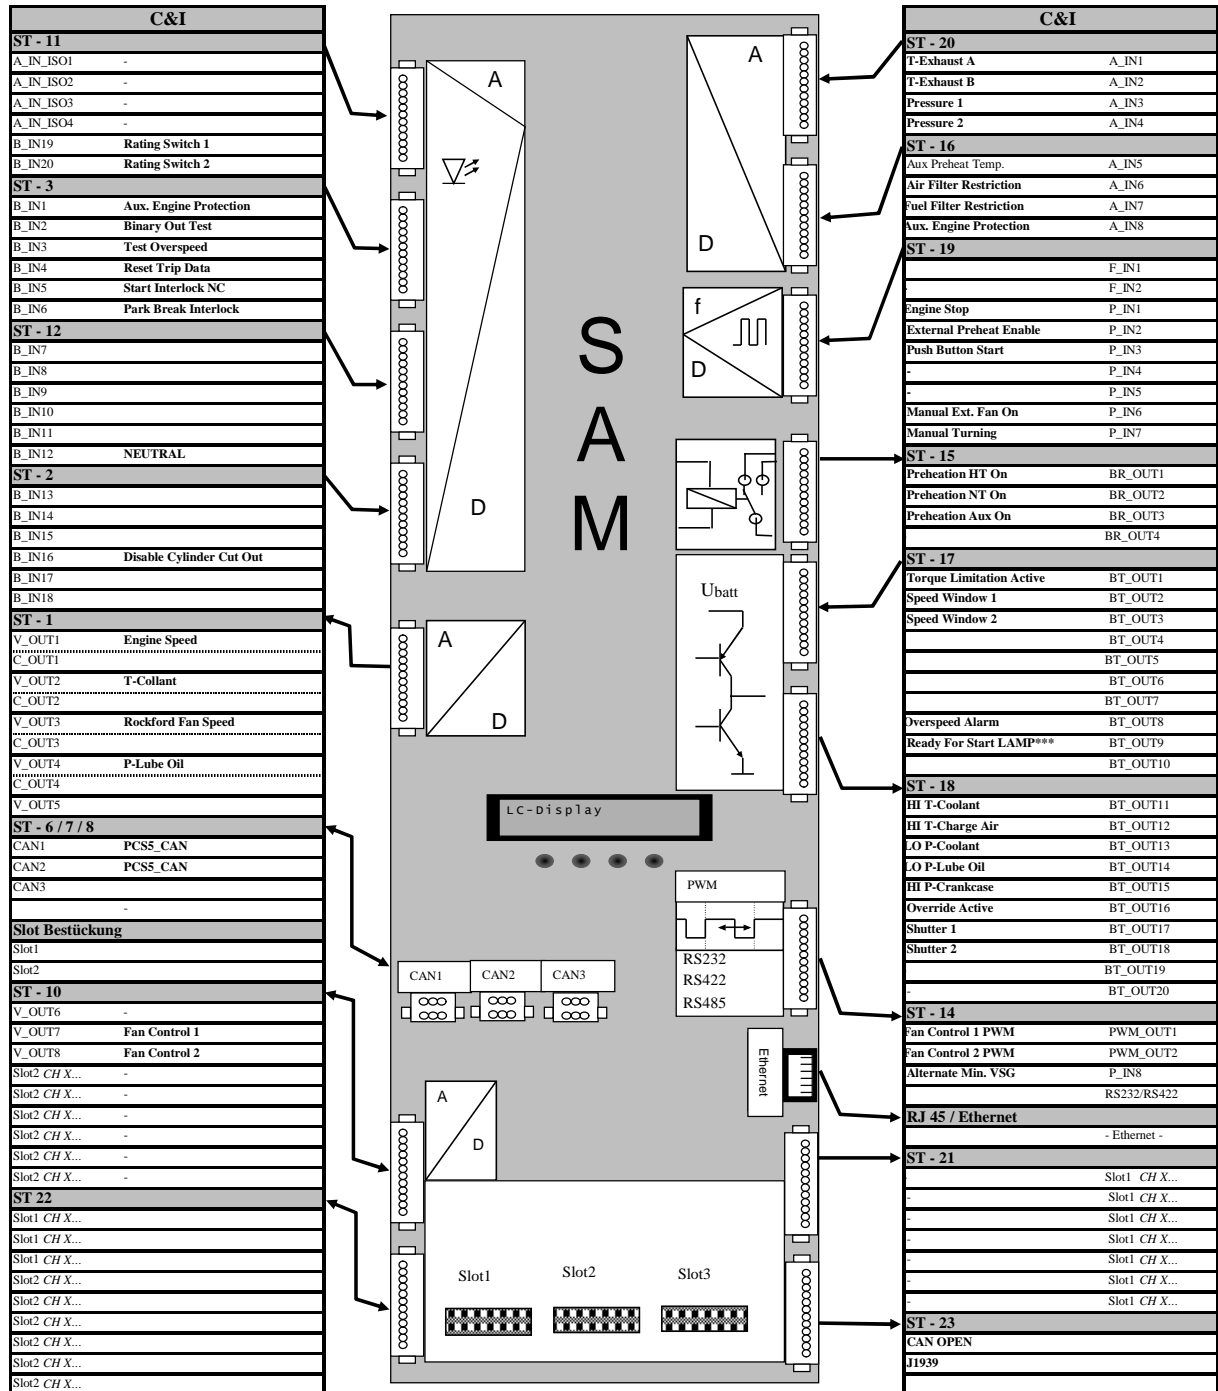 C&I
ST - 11
A_IN_ISO1 -
A_IN_ISO2 -
A_IN_ISO3 -
A_IN_ISO4 -
B_IN19 Rating Switch 1
B_IN20 Rating Switch 2
ST - 3
B_IN1 Aux. Engine Protection
B_IN2 Binary Out Test
B_IN3 Test Overspeed
B_IN4 Reset Trip Data
B_IN5 Start Interlock NC
B_IN6 Park Break Interlock
ST - 12
B_IN7
B_IN8
B_IN9
B_IN10
B_IN11
B_IN12 NEUTRAL
ST - 2
B_IN13
B_IN14
B_IN15
B_IN16 Disable Cylinder Cut Out
B_IN17
B_IN18
ST - 1
V_OUT1 Engine Speed
C_OUT1
V_OUT2 T-Collant
C_OUT2
V_OUT3 Rockford Fan Speed
C_OUT3
V_OUT4 P-Lube Oil
C_OUT4
V_OUT5
ST - 6 / 7 / 8
CAN1 PCS5_CAN
CAN2 PCS5_CAN
CAN3
-
Slot Bestückung
Slot1
Slot2
ST - 10
V_OUT6 -
V_OUT7 Fan Control 1
V_OUT8 Fan Control 2
Slot2 CH X... -
Slot2 CH X... -
Slot2 CH X... -
Slot2 CH X... -
Slot2 CH X... -
Slot2 CH X... -
ST 22
Slot1 CH X...
Slot1 CH X...
Slot1 CH X...
Slot2 CH X...
Slot2 CH X...
Slot2 CH X...
Slot2 CH X...
Slot2 CH X...
Slot2 CH X...
A
D
A
D
S
A
M
A
D
f
D
Ubatt
LC-Display
PWM
RS232
RS422
RS485
CAN1
CAN2
CAN3
Ethernet
A
D
Slot1
Slot2
Slot3
C&I
ST - 20
T-Exhaust A A_IN1
T-Exhaust B A_IN2
Pressure 1 A_IN3
Pressure 2 A_IN4
ST - 16
Aux Preheat Temp. A_IN5
Air Filter Restriction A_IN6
Fuel Filter Restriction A_IN7
Aux. Engine Protection A_IN8
ST - 19
F_IN1
- F_IN2
Engine Stop P_IN1
External Preheat Enable P_IN2
Push Button Start P_IN3
- P_IN4
- P_IN5
Manual Ext. Fan On P_IN6
Manual Turning P_IN7
ST - 15
Preheation HT On BR_OUT1
Preheation NT On BR_OUT2
Preheation Aux On BR_OUT3
BR_OUT4
ST - 17
Torque Limitation Active BT_OUT1
Speed Window 1 BT_OUT2
Speed Window 2 BT_OUT3
BT_OUT4
BT_OUT5
BT_OUT6
BT_OUT7
Overspeed Alarm BT_OUT8
Ready For Start LAMP*** BT_OUT9
BT_OUT10
ST - 18
HI T-Coolant BT_OUT11
HI T-Charge Air BT_OUT12
LO P-Coolant BT_OUT13
LO P-Lube Oil BT_OUT14
HI P-Crankcase BT_OUT15
Override Active BT_OUT16
Shutter 1 BT_OUT17
Shutter 2 BT_OUT18
BT_OUT19
- BT_OUT20
ST - 14
Fan Control 1 PWM PWM_OUT1
Fan Control 2 PWM PWM_OUT2
Alternate Min. VSG P_IN8
RS232/RS422
RJ 45 / Ethernet
- Ethernet -
ST - 21
- Slot1 CH X...
- Slot1 CH X...
- Slot1 CH X...
- Slot1 CH X...
- Slot1 CH X...
- Slot1 CH X...
- Slot1 CH X...
ST - 23
CAN OPEN
J1939